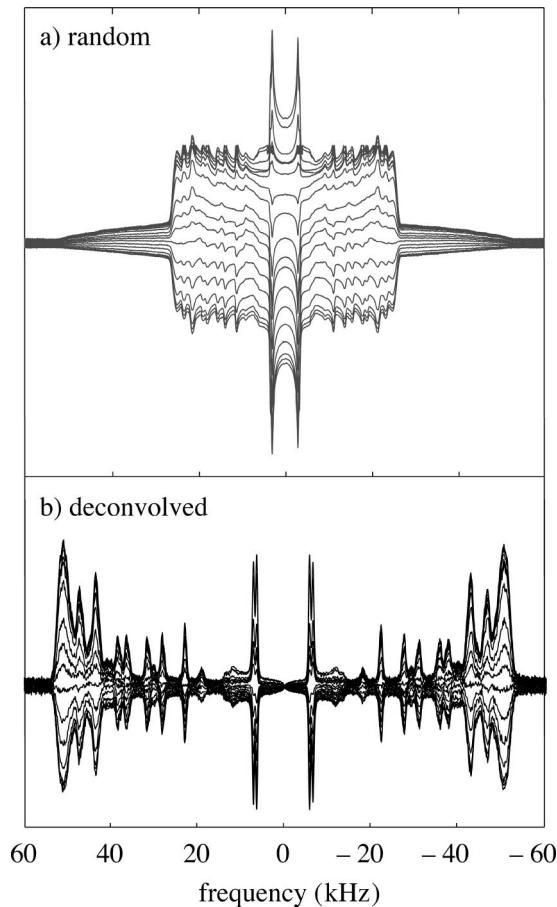 a) random
b) deconvolved
60 40 20 0 – 20 – 40 – 60
frequency (kHz)